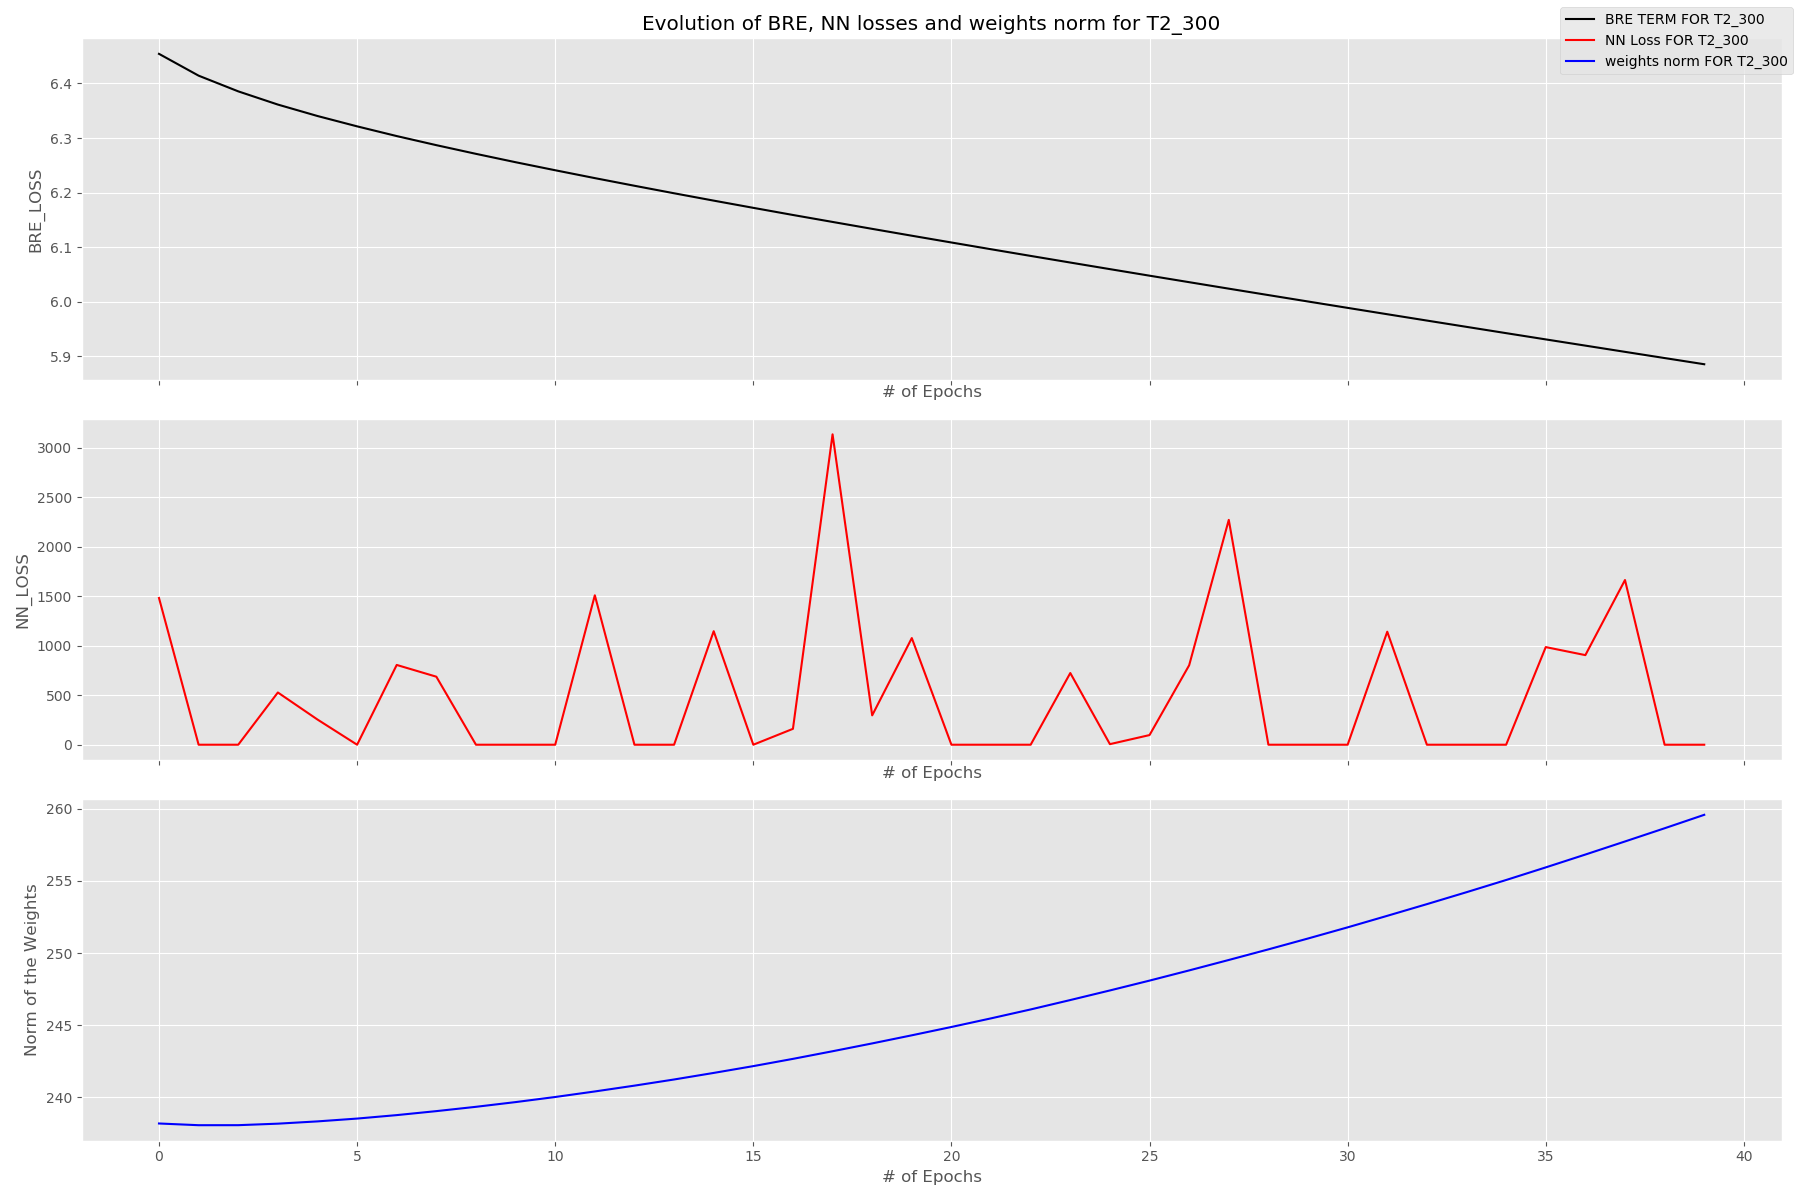 Evolution of BRE, NN losses and weights norm for T2_300
BRE TERM FOR T2_300
NN Loss FOR T2_300
weights norm FOR T2_300
BRE_LOSS
6.4
6.3
6.2
6.1
6.0
5.9
# of Epochs
NN_LOSS
3000
2500
2000
1500
1000
500
0
# of Epochs
Norm of the Weights
260
255
250
245
240
0 5 10 15 20 25 30 35 40
# of Epochs